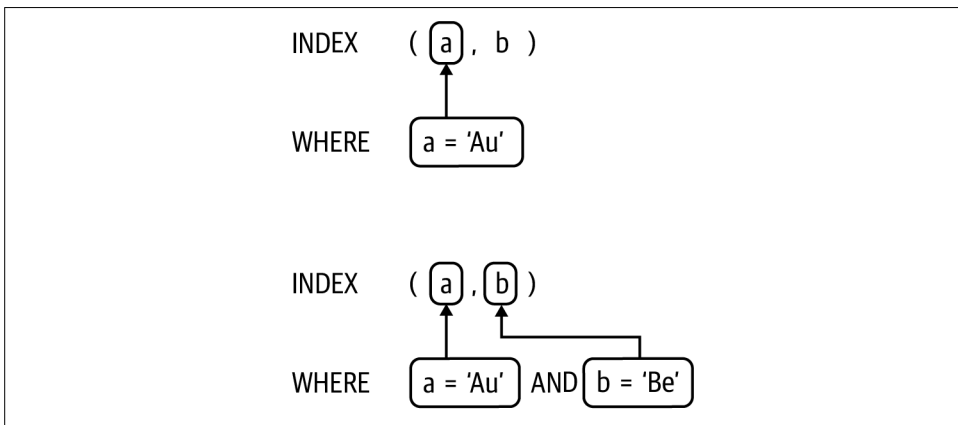 INDEX ( a , b )
WHERE a = 'Au'
INDEX ( a , b )
WHERE a = 'Au' AND b = 'Be'